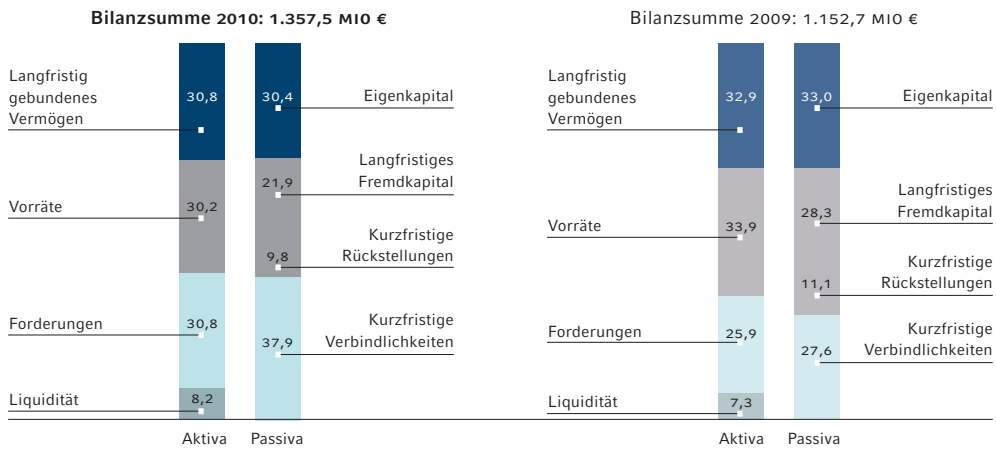 Bilanzsumme 2010: 1.357,5 MIO €
Langfristig
gebundenes
Vermögen
30,8
30,4
Eigenkapital
Langfristiges
Fremdkapital
21,9
Vorräte
30,2
Kurzfristige
Rückstellungen
9,8
Forderungen
30,8
Kurzfristige
Verbindlichkeiten
37,9
Liquidität
8,2
Aktiva
Passiva
Bilanzsumme 2009: 1.152,7 MIO €
Langfristig
gebundenes
Vermögen
32,9
33,0
Eigenkapital
Langfristiges
Fremdkapital
28,3
Vorräte
33,9
Kurzfristige
Rückstellungen
11,1
Forderungen
25,9
Kurzfristige
Verbindlichkeiten
27,6
Liquidität
7,3
Aktiva
Passiva